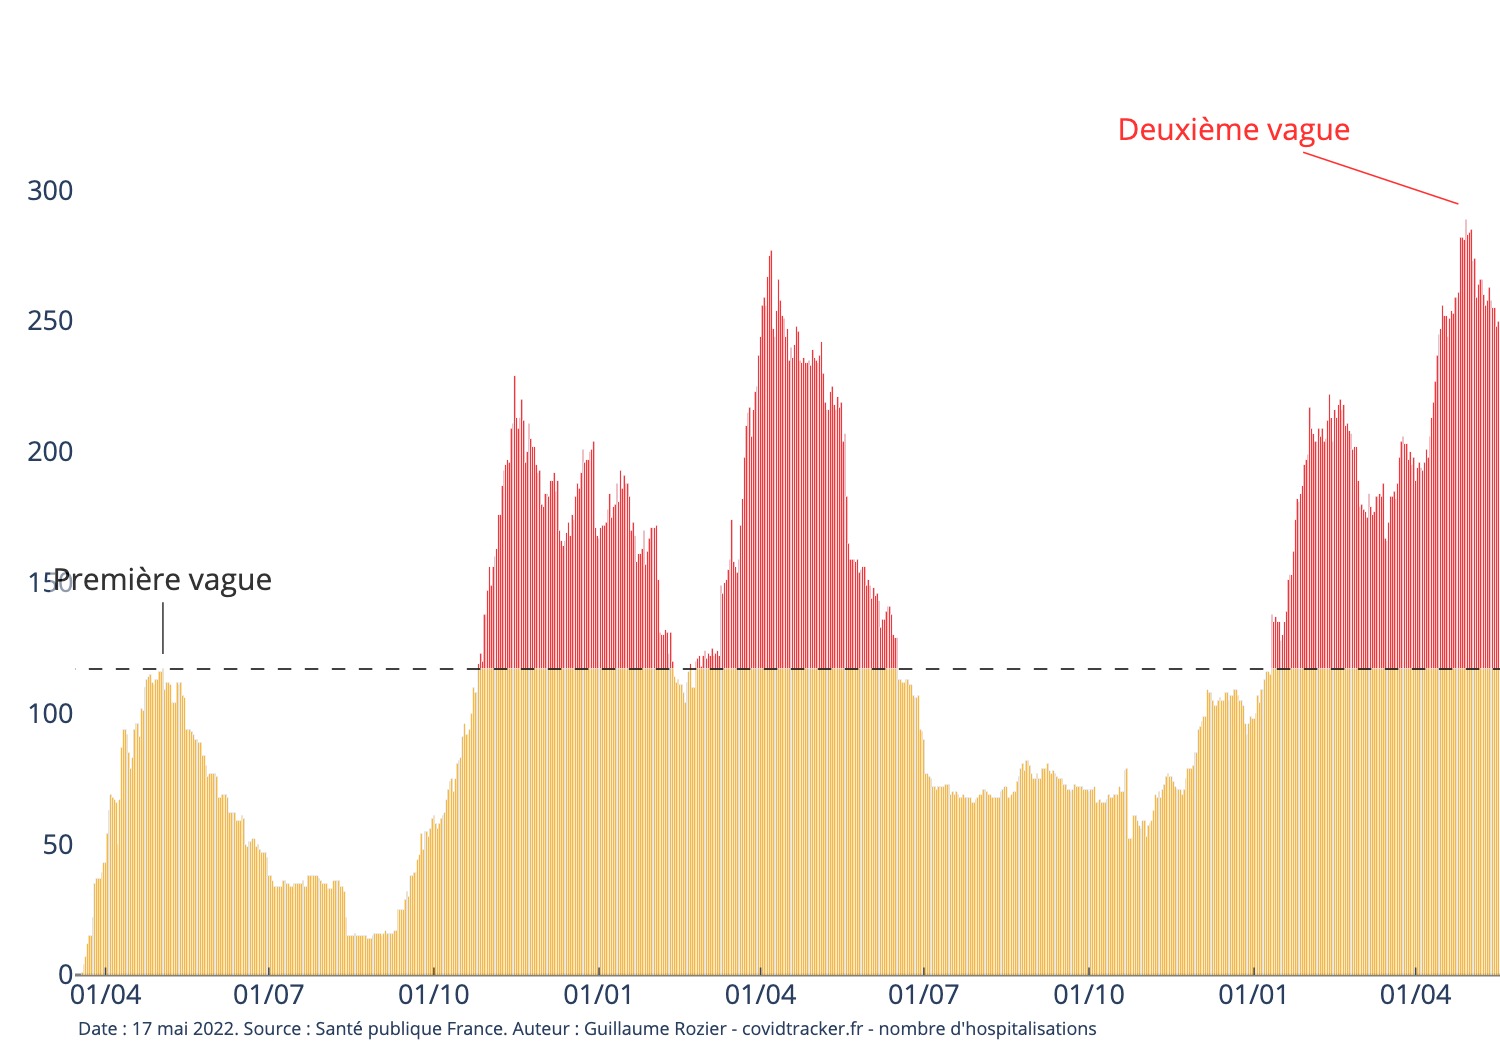 Deuxième vague
300
250
200
150
Première vague
100
50
0
01/04 01/07 01/10 01/01 01/04 01/07 01/10 01/01 01/04
Date : 17 mai 2022. Source : Santé publique France. Auteur : Guillaume Rozier - covidtracker.fr - nombre d'hospitalisations